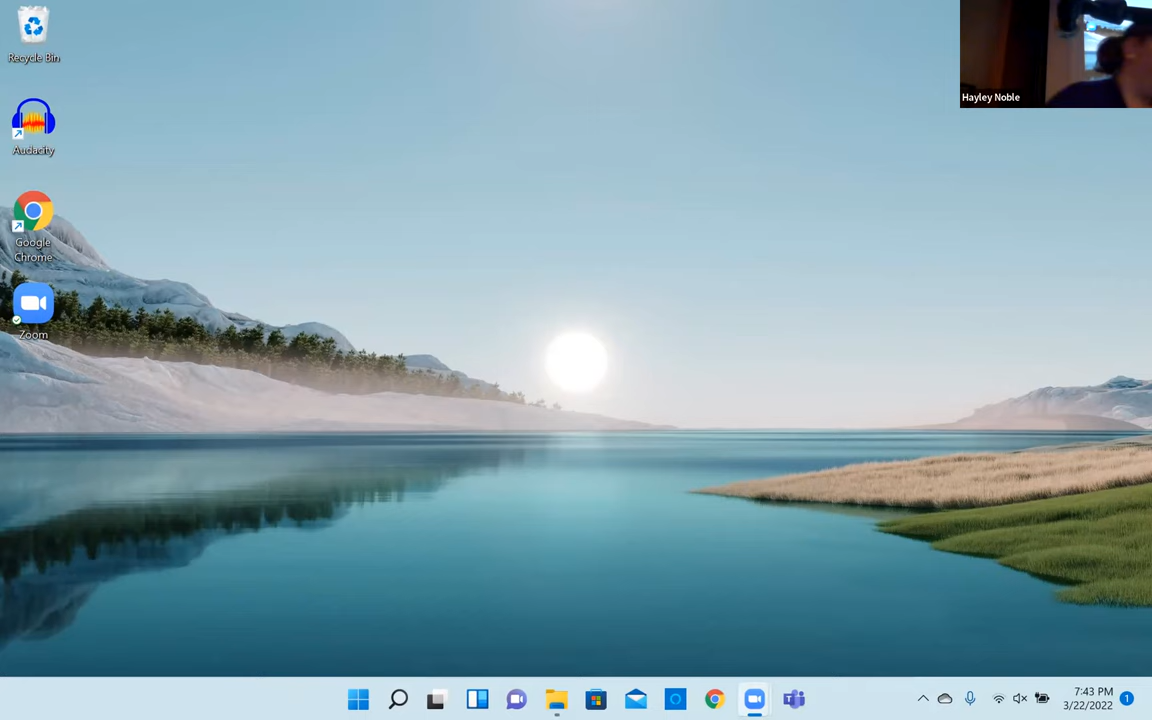 Recycle Bin
Hayley Noble
Audacity
Google
Chrome
Zoom
7:43 PM
3/22/2022
1